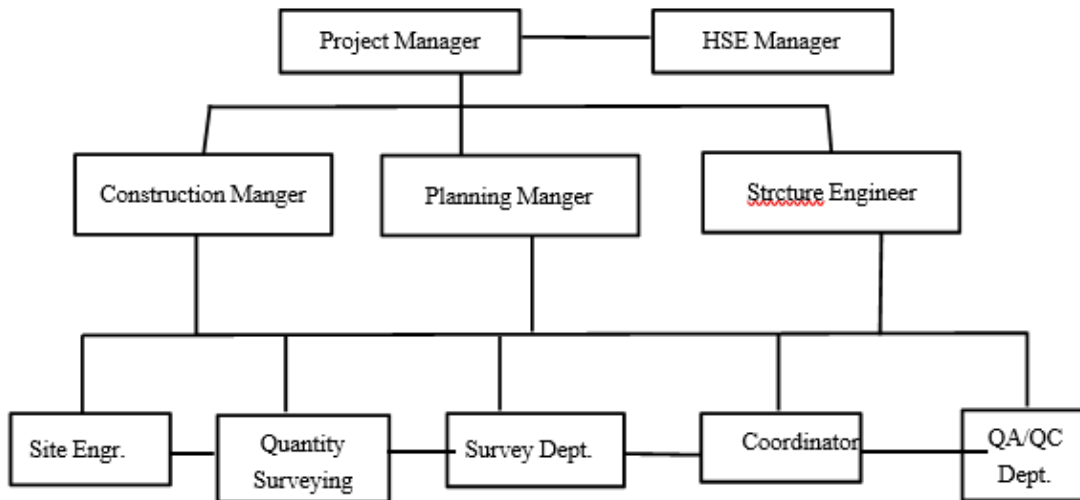 Project Manager
HSE Manager
Construction Manger
Planning Manger
Strcture Engineer
Site Engr.
Quantity
Surveying
Survey Dept.
Coordinator
QA/QC
Dept.